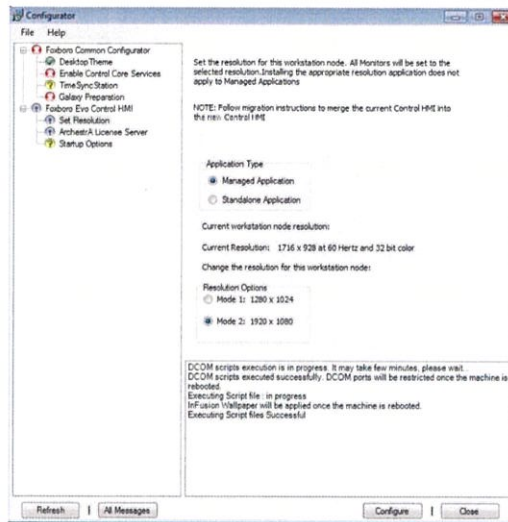 Configurator
File Help
Foxboro Common Configurator
Desktop Theme
Enable Control Core Services
Time Sync Station
Galaxy Preparation
Foxboro Evo Control HMI
Set Resolution
ArchestrA License Server
Startup Options
Set the resolution for this workstation node. All Monitors will be set to the
selected resolution.Installing the appropriate resolution application does not
apply to Managed Applications
NOTE: Follow migration instructions to merge the current Control HMI into
the new Control HMI
Application Type
Managed Application
Standalone Application
Current workstation node resolution:
Current Resolution: 1716 x 928 at 60 Hertz and 32 bit color
Change the resolution for this workstation node:
Resolution Options
Mode 1: 1280 x 1024
Mode 2: 1920 x 1080
DCOM scripts execution is in progress. It may take few minutes, please wait..
DCOM scripts executed successfully. DCOM ports will be restricted once the machine is
rebooted.
Executing Script file : in progress
InFusion Wallpaper will be applied once the machine is rebooted.
Executing Script files Successful
Refresh | All Messages Configure | Close